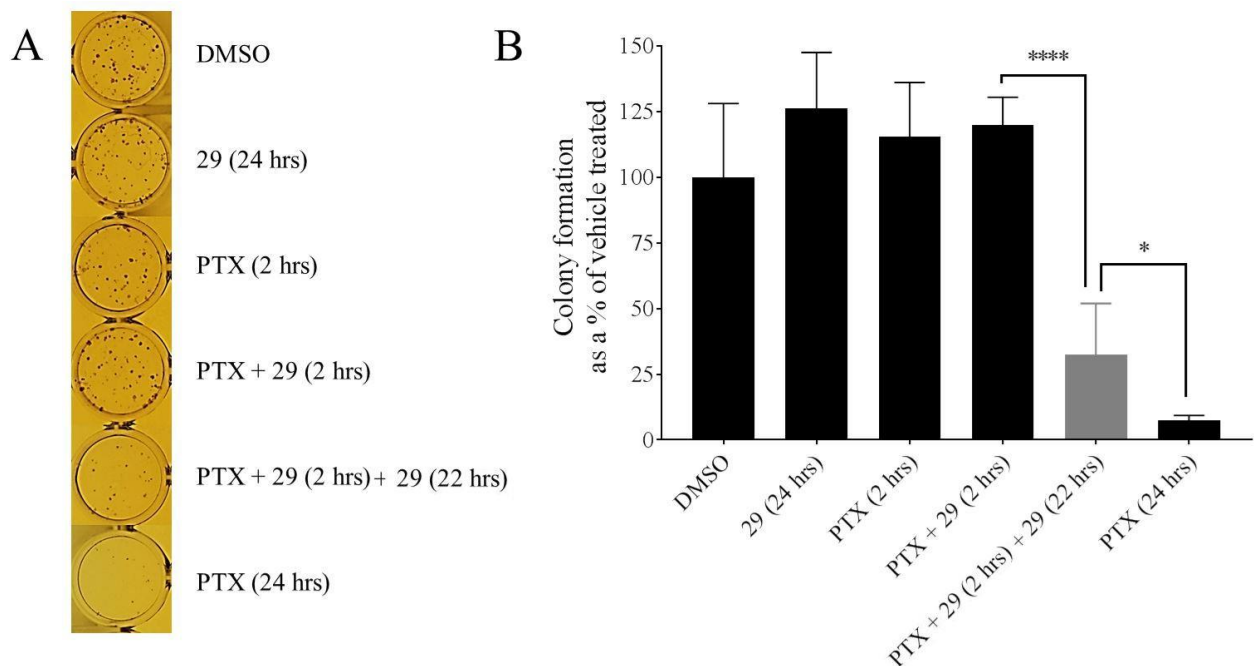 A
DMSO
29 (24 hrs)
PTX (2 hrs)
PTX + 29 (2 hrs)
PTX + 29 (2 hrs) + 29 (22 hrs)
PTX (24 hrs)
B
Colony formation
as a % of vehicle treated
150
125
100
75
50
25
0
****
*
DMSO
29 (24 hrs)
PTX (2 hrs)
PTX + 29 (2 hrs)
PTX + 29 (2 hrs) + 29 (22 hrs)
PTX (24 hrs)